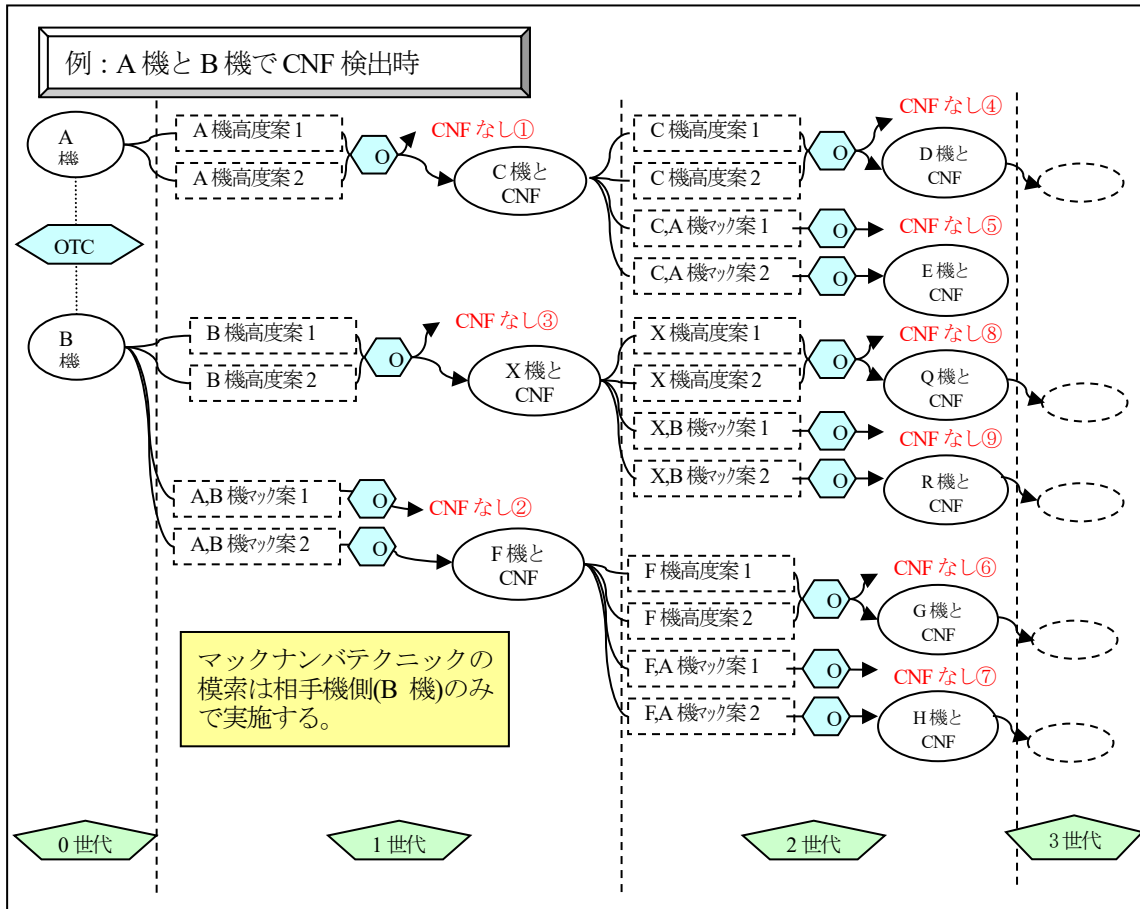 例：A 機と B 機で CNF 検出時
A
機
OTC
B
機
A 機高度案 1
A 機高度案 2
O
CNF なし①
C 機と
CNF
C 機高度案 1
C 機高度案 2
O
CNF なし④
D 機と
CNF
C,A 機ﾏｯｸ案 1
O
CNF なし⑤
C,A 機ﾏｯｸ案 2
O
E 機と
CNF
B 機高度案 1
B 機高度案 2
O
CNF なし③
X 機と
CNF
X 機高度案 1
X 機高度案 2
O
CNF なし⑧
Q 機と
CNF
X,B 機ﾏｯｸ案 1
O
CNF なし⑨
X,B 機ﾏｯｸ案 2
O
R 機と
CNF
A,B 機ﾏｯｸ案 1
O
CNF なし②
A,B 機ﾏｯｸ案 2
O
F 機と
CNF
F 機高度案 1
F 機高度案 2
O
CNF なし⑥
G 機と
CNF
F,A 機ﾏｯｸ案 1
O
CNF なし⑦
F,A 機ﾏｯｸ案 2
O
H 機と
CNF
マックナンバテクニックの
模索は相手機側(B 機)のみ
で実施する。
0 世代
1 世代
2 世代
3 世代